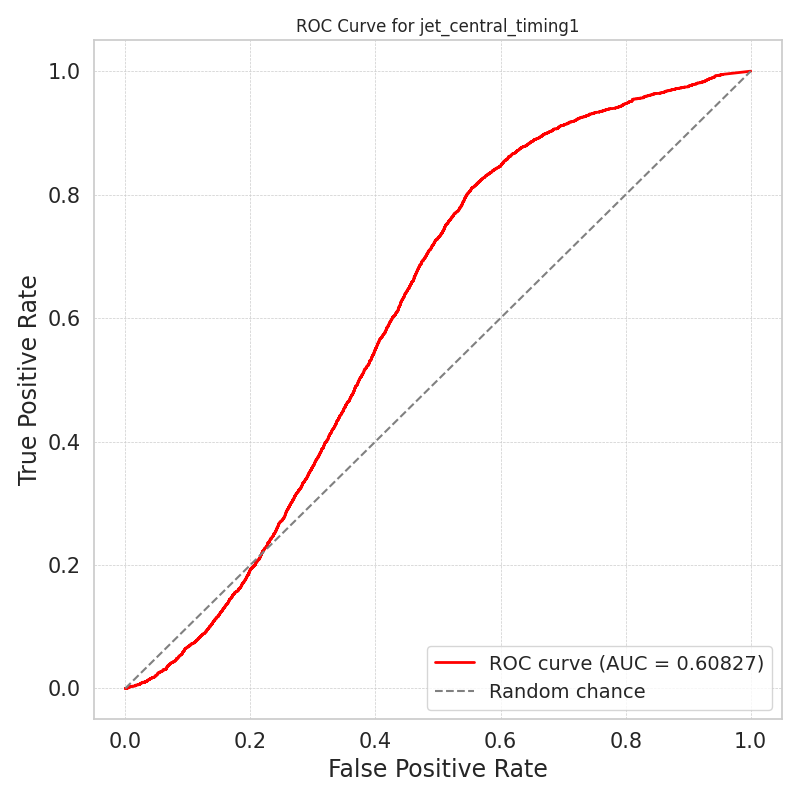 ROC Curve for jet_central_timing1
True Positive Rate
1.0
0.8
0.6
0.4
0.2
0.0
ROC curve (AUC = 0.60827)
Random chance
0.0 0.2 0.4 0.6 0.8 1.0
False Positive Rate